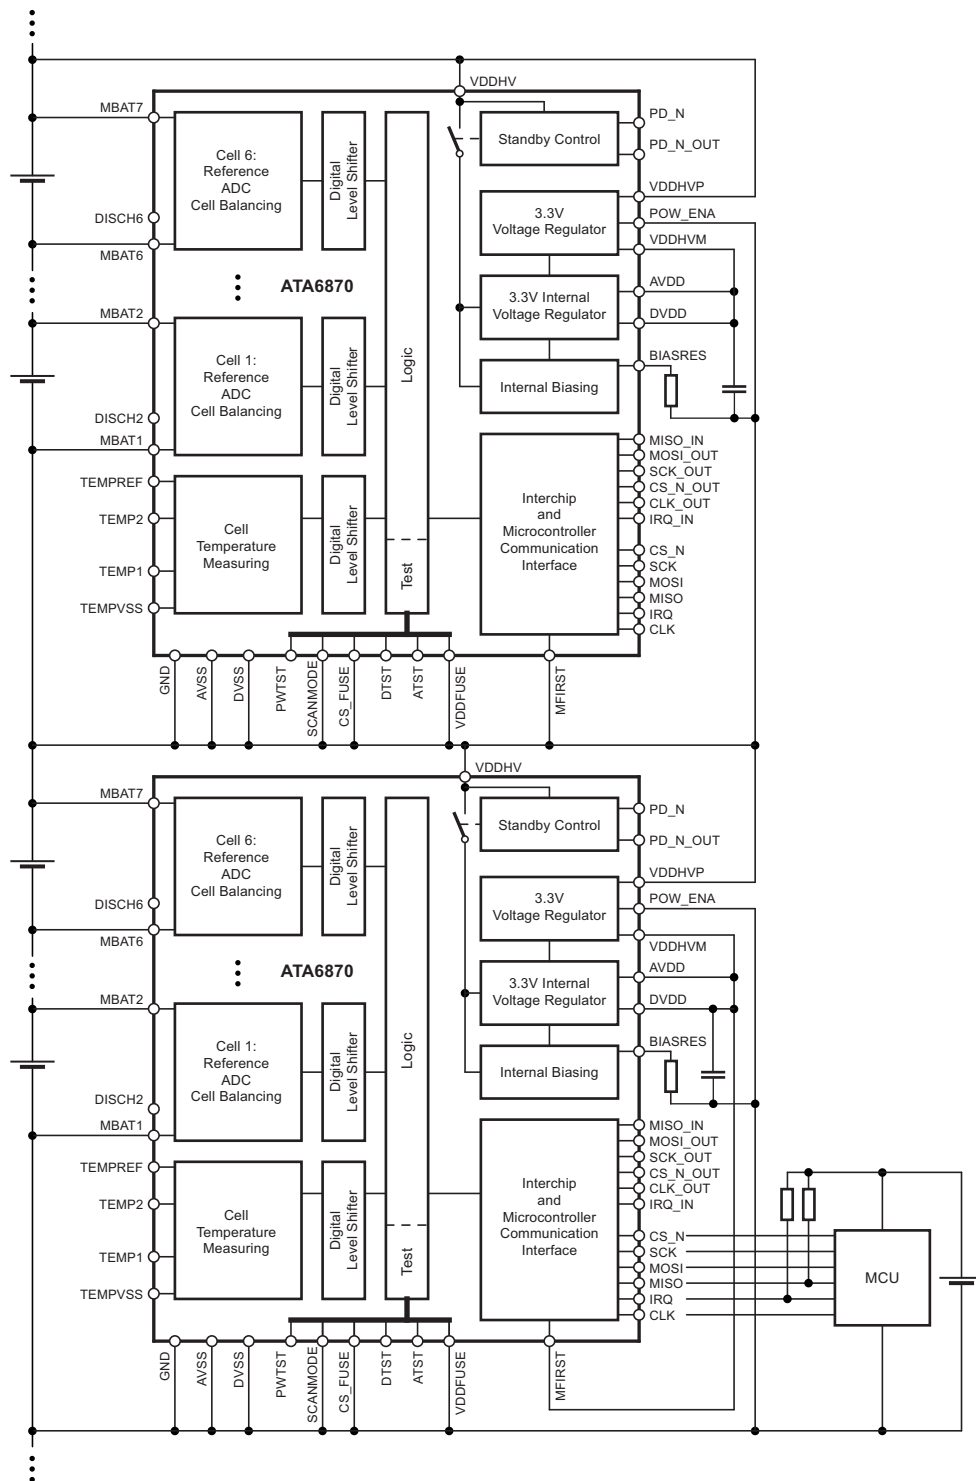 VDDHV
MBAT7
PD_N
Cell 6:
Reference
ADC
Cell Balancing
Digital
Level Shifter
Standby Control
PD_N_OUT
VDDHVP
3.3V
Voltage Regulator
POW_ENA
DISCH6
MBAT6
VDDHVM
ATA6870
AVDD
3.3V Internal
Voltage Regulator
MBAT2
DVDD
Cell 1:
Reference
ADC
Cell Balancing
Digital
Level Shifter
Logic
BIASRES
Internal Biasing
DISCH2
MBAT1
MISO_IN
MOSI_OUT
SCK_OUT
CS_N_OUT
CLK_OUT
IRQ_IN
TEMPREF
TEMP2
TEMP1
TEMPVSS
Cell
Temperature
Measuring
Digital
Level Shifter
Test
Interchip
and
Microcontroller
Communication
Interface
CS_N
SCK
MOSI
MISO
IRQ
CLK
GND
AVSS
DVSS
PWTST
SCANMODE
CS_FUSE
DTST
ATST
VDDFUSE
MFIRST
VDDHV
MBAT7
PD_N
Cell 6:
Reference
ADC
Cell Balancing
Digital
Level Shifter
Standby Control
PD_N_OUT
VDDHVP
3.3V
Voltage Regulator
POW_ENA
DISCH6
MBAT6
VDDHVM
ATA6870
AVDD
3.3V Internal
Voltage Regulator
MBAT2
DVDD
Cell 1:
Reference
ADC
Cell Balancing
Digital
Level Shifter
Logic
BIASRES
Internal Biasing
DISCH2
MBAT1
MISO_IN
MOSI_OUT
SCK_OUT
CS_N_OUT
CLK_OUT
IRQ_IN
TEMPREF
TEMP2
TEMP1
TEMPVSS
Cell
Temperature
Measuring
Digital
Level Shifter
Test
Interchip
and
Microcontroller
Communication
Interface
CS_N
SCK
MOSI
MISO
IRQ
CLK
MCU
GND
AVSS
DVSS
PWTST
SCANMODE
CS_FUSE
DTST
ATST
VDDFUSE
MFIRST